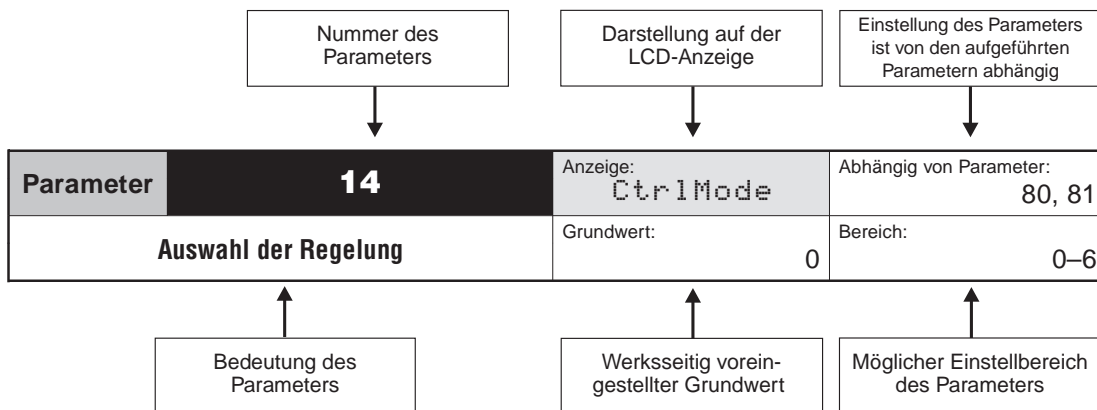 Nummer des
Parameters
Darstellung auf der
LCD-Anzeige
Einstellung des Parameters
ist von den aufgeführten
Parametern abhängig
Parameter
14
Anzeige:
CtrlMode
Abhängig von Parameter:
80, 81
Auswahl der Regelung
Grundwert:
0
Bereich:
0–6
Bedeutung des
Parameters
Werksseitig vorein-
gestellter Grundwert
Möglicher Einstellbereich
des Parameters